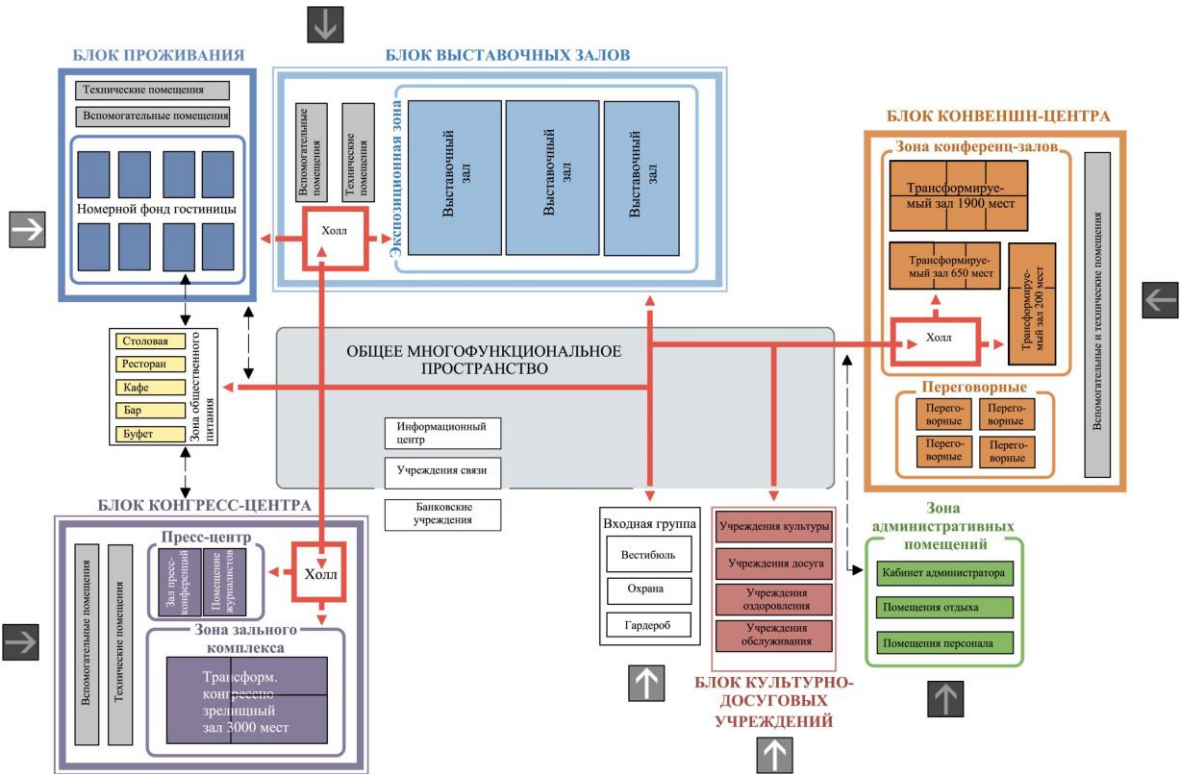 БЛОК ПРОЖИВАНИЯ
Технические помещения
Вспомогательные помещения
Номерной фонд гостиницы
БЛОК ВЫСТАВОЧНЫХ ЗАЛОВ
Вспомогательные
помещения
Технические
помещения
Холл
Экспозиционная зона
Выставочный
зал
Выставочный
зал
Выставочный
зал
БЛОК КОНВЕНШН-ЦЕНТРА
Зона конференц-залов
Трансформируе-
мый зал 1900 мест
Трансформируе-
мый зал 650 мест
Трансформируе-
мый зал 200 мест
Холл
Переговорные
Перего-
ворные
Перего-
ворные
Перего-
ворные
Перего-
ворные
Вспомогательные и технические помещения
Столовая
Ресторан
Кафе
Бар
Буфет
Зона общественного
питания
ОБЩЕЕ МНОГОФУНКЦИОНАЛЬНОЕ
ПРОСТРАНСТВО
Информационный
центр
Учреждения связи
Банковские
учреждения
БЛОК КОНГРЕСС-ЦЕНТРА
Вспомогательные помещения
Технические помещения
Пресс-центр
Зал пресс-
конференций
Помещение
журналистов
Холл
Зона зального
комплекса
Трансформ.
конгрессно
зрелищный
зал 3000 мест
Входная группа
Вестибюль
Охрана
Гардероб
Учреждения культуры
Учреждения досуга
Учреждения
оздоровления
Учреждения
обслуживания
БЛОК КУЛЬТУРНО-
ДОСУГОВЫХ
УЧРЕЖДЕНИЙ
Зона
административных
помещений
Кабинет администратора
Помещения отдыха
Помещения персонала